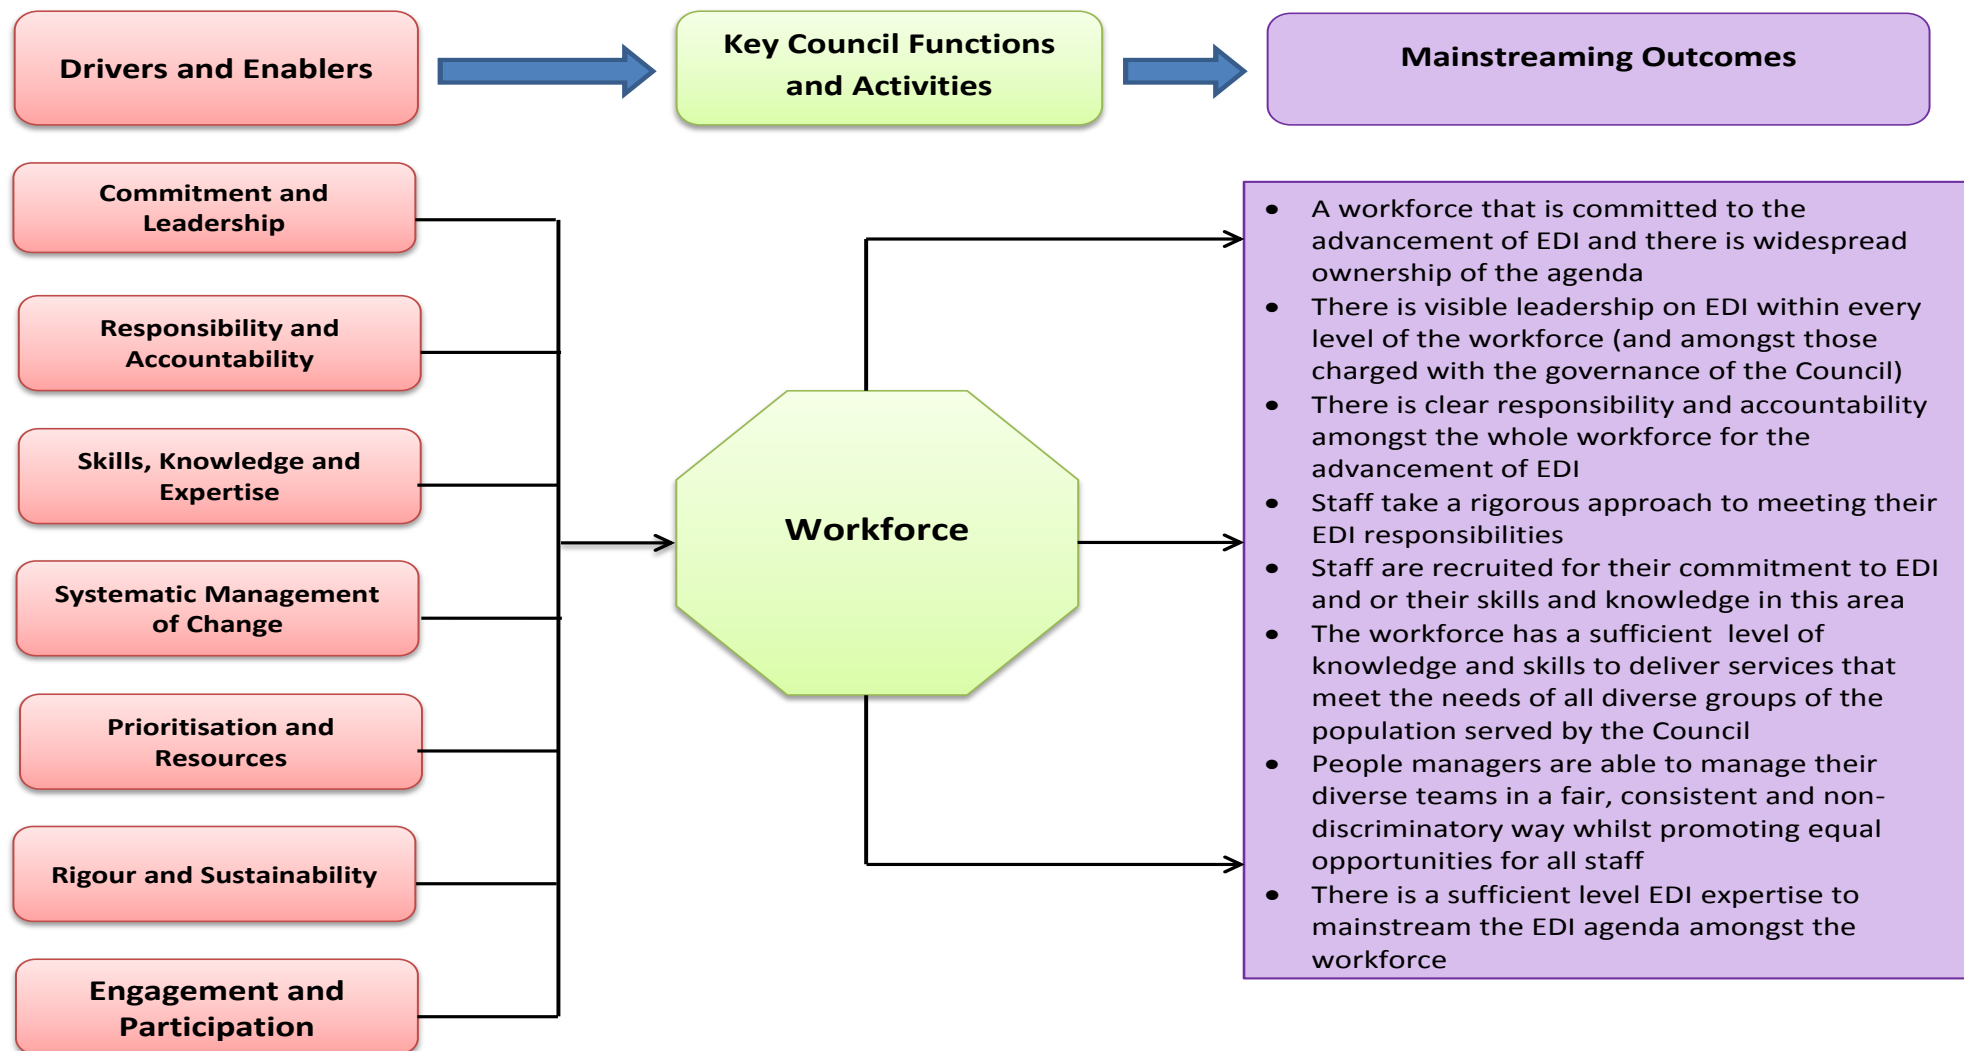 Drivers and Enablers
Key Council Functions
and Activities
Mainstreaming Outcomes
Commitment and
Leadership
Responsibility and
Accountability
Skills, Knowledge and
Expertise
Systematic Management
of Change
Prioritisation and
Resources
Rigour and Sustainability
Engagement and
Participation
Workforce
• A workforce that is committed to the
advancement of EDI and there is widespread
ownership of the agenda
• There is visible leadership on EDI within every
level of the workforce (and amongst those
charged with the governance of the Council)
• There is clear responsibility and accountability
amongst the whole workforce for the
advancement of EDI
• Staff take a rigorous approach to meeting their
EDI responsibilities
• Staff are recruited for their commitment to EDI
and or their skills and knowledge in this area
• The workforce has a sufficient level of
knowledge and skills to deliver services that
meet the needs of all diverse groups of the
population served by the Council
• People managers are able to manage their
diverse teams in a fair, consistent and non-
discriminatory way whilst promoting equal
opportunities for all staff
• There is a sufficient level EDI expertise to
mainstream the EDI agenda amongst the
workforce